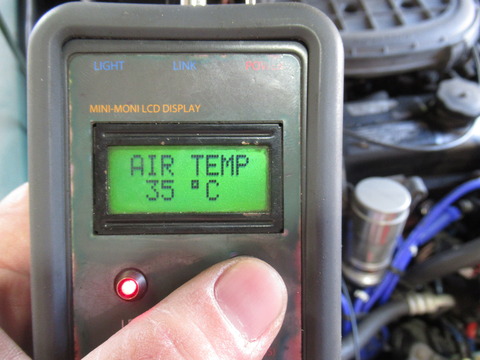 LIGHT LINK
MINI-MONI LCD DISPLAY
AIR TEMP
35 °C